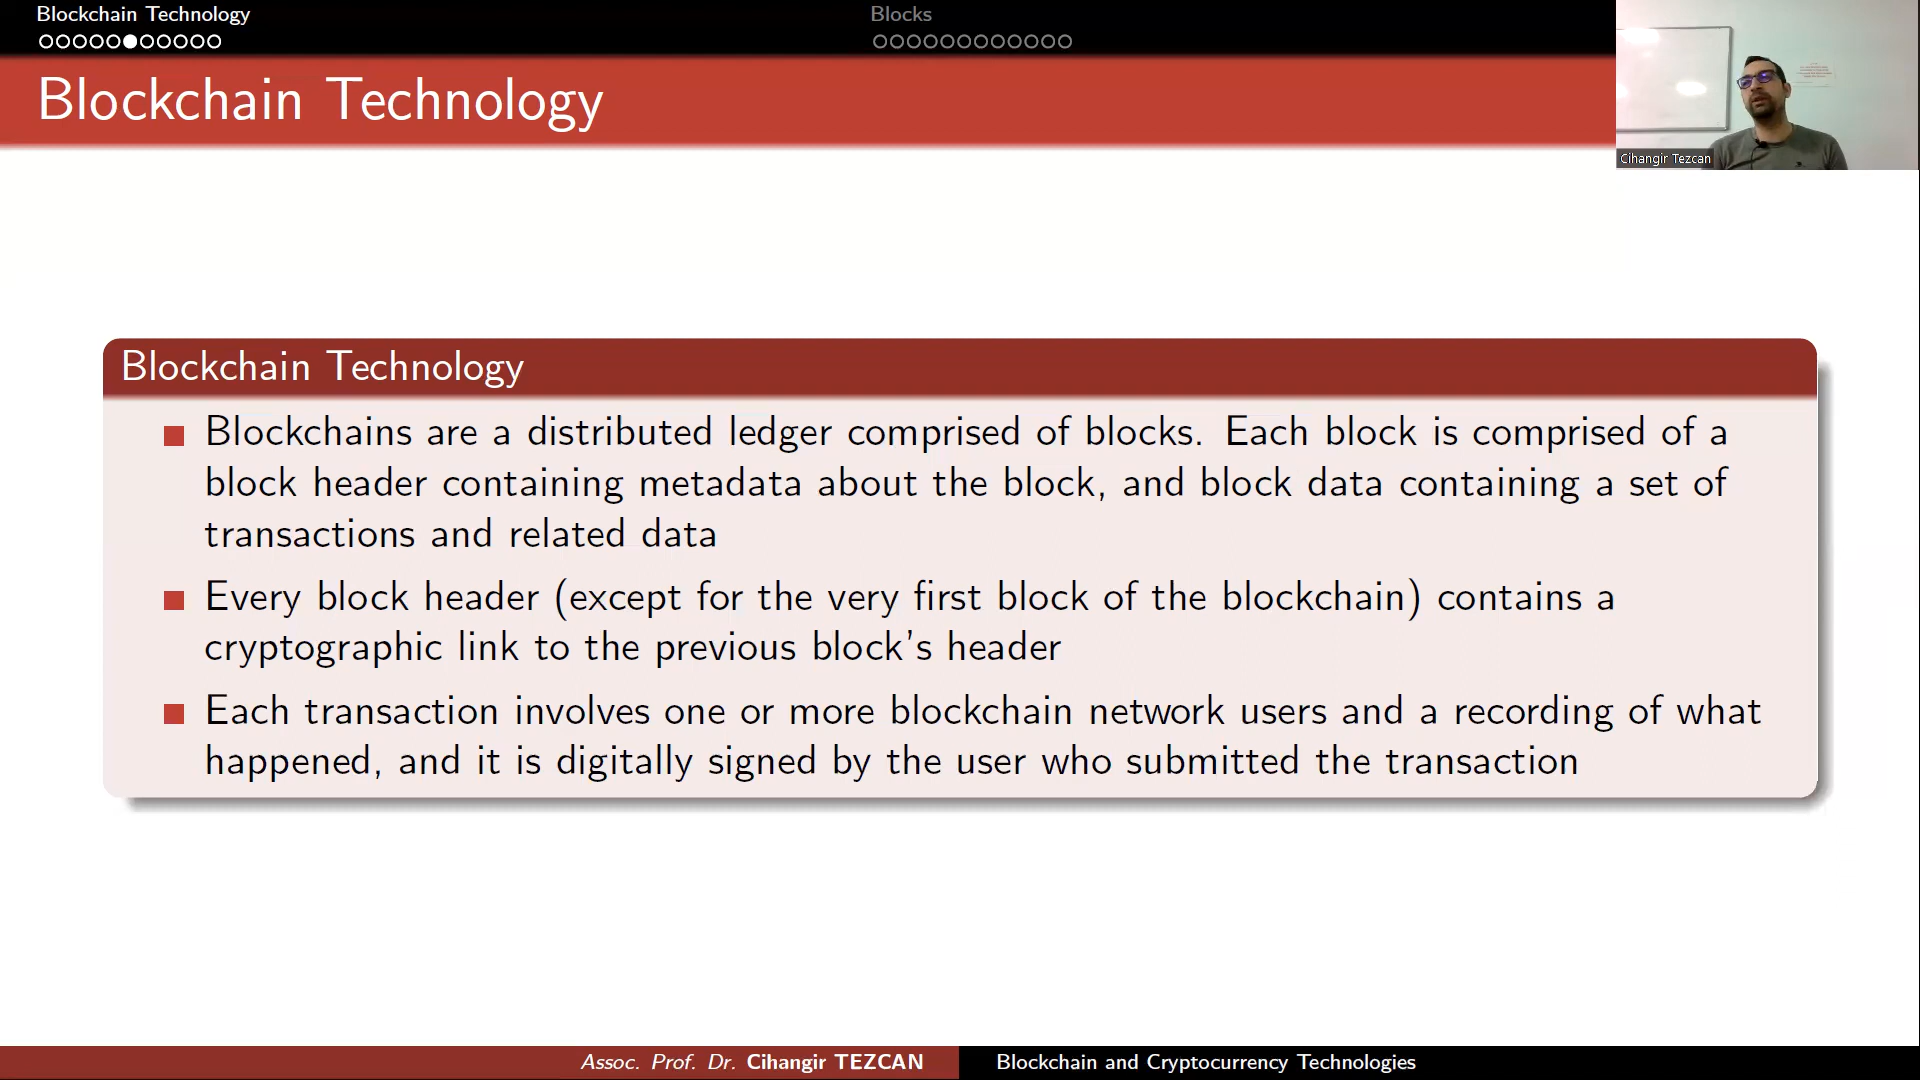 Blockchain Technology
Blocks
Blockchain Technology
Cihangir Tezcan
Blockchain Technology
Blockchains are a distributed ledger comprised of blocks. Each block is comprised of a
block header containing metadata about the block, and block data containing a set of
transactions and related data
Every block header (except for the very first block of the blockchain) contains a
cryptographic link to the previous block's header
Each transaction involves one or more blockchain network users and a recording of what
happened, and it is digitally signed by the user who submitted the transaction
Assoc. Prof. Dr. Cihangir TEZCAN
Blockchain and Cryptocurrency Technologies